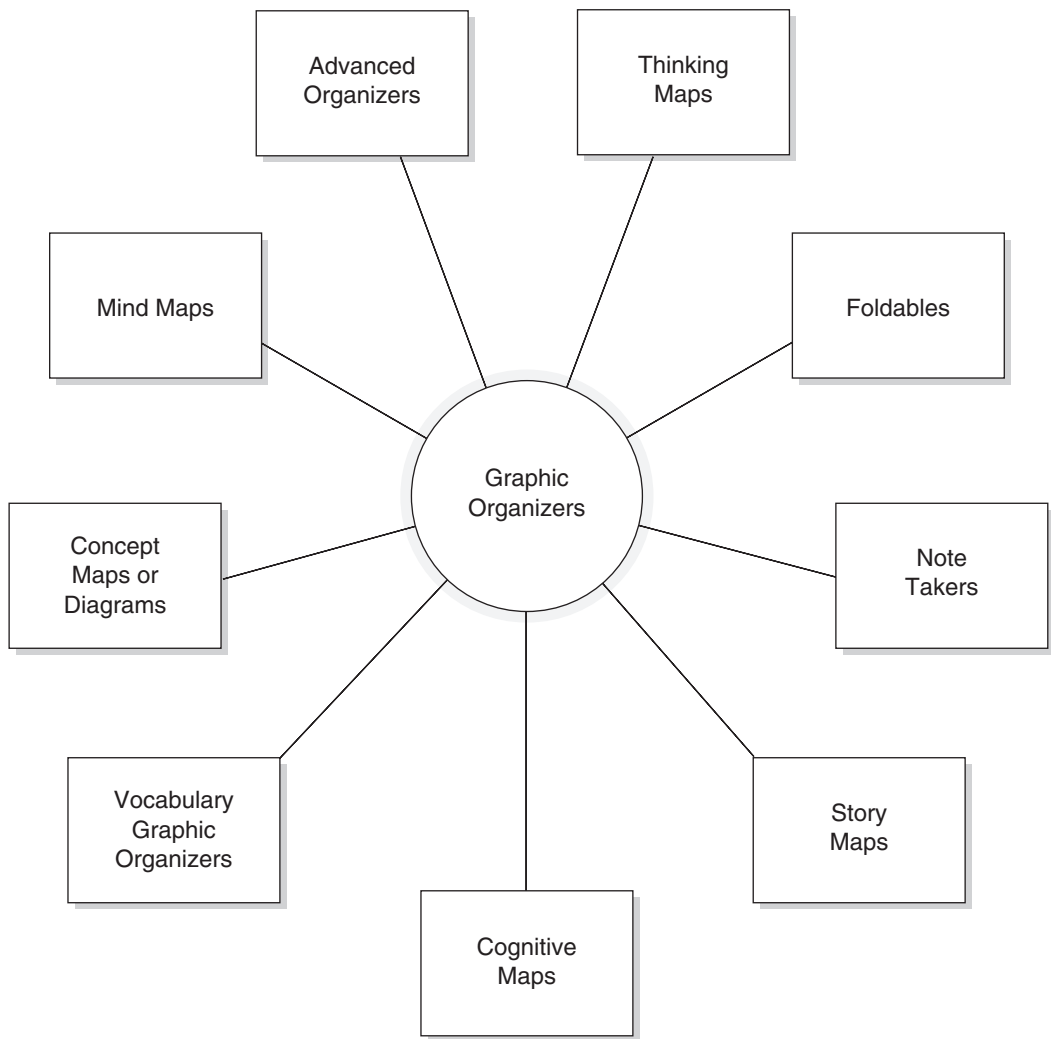 Advanced
Organizers
Thinking
Maps
Mind Maps
Foldables
Graphic
Organizers
Concept
Maps or
Diagrams
Note
Takers
Vocabulary
Graphic
Organizers
Story
Maps
Cognitive
Maps